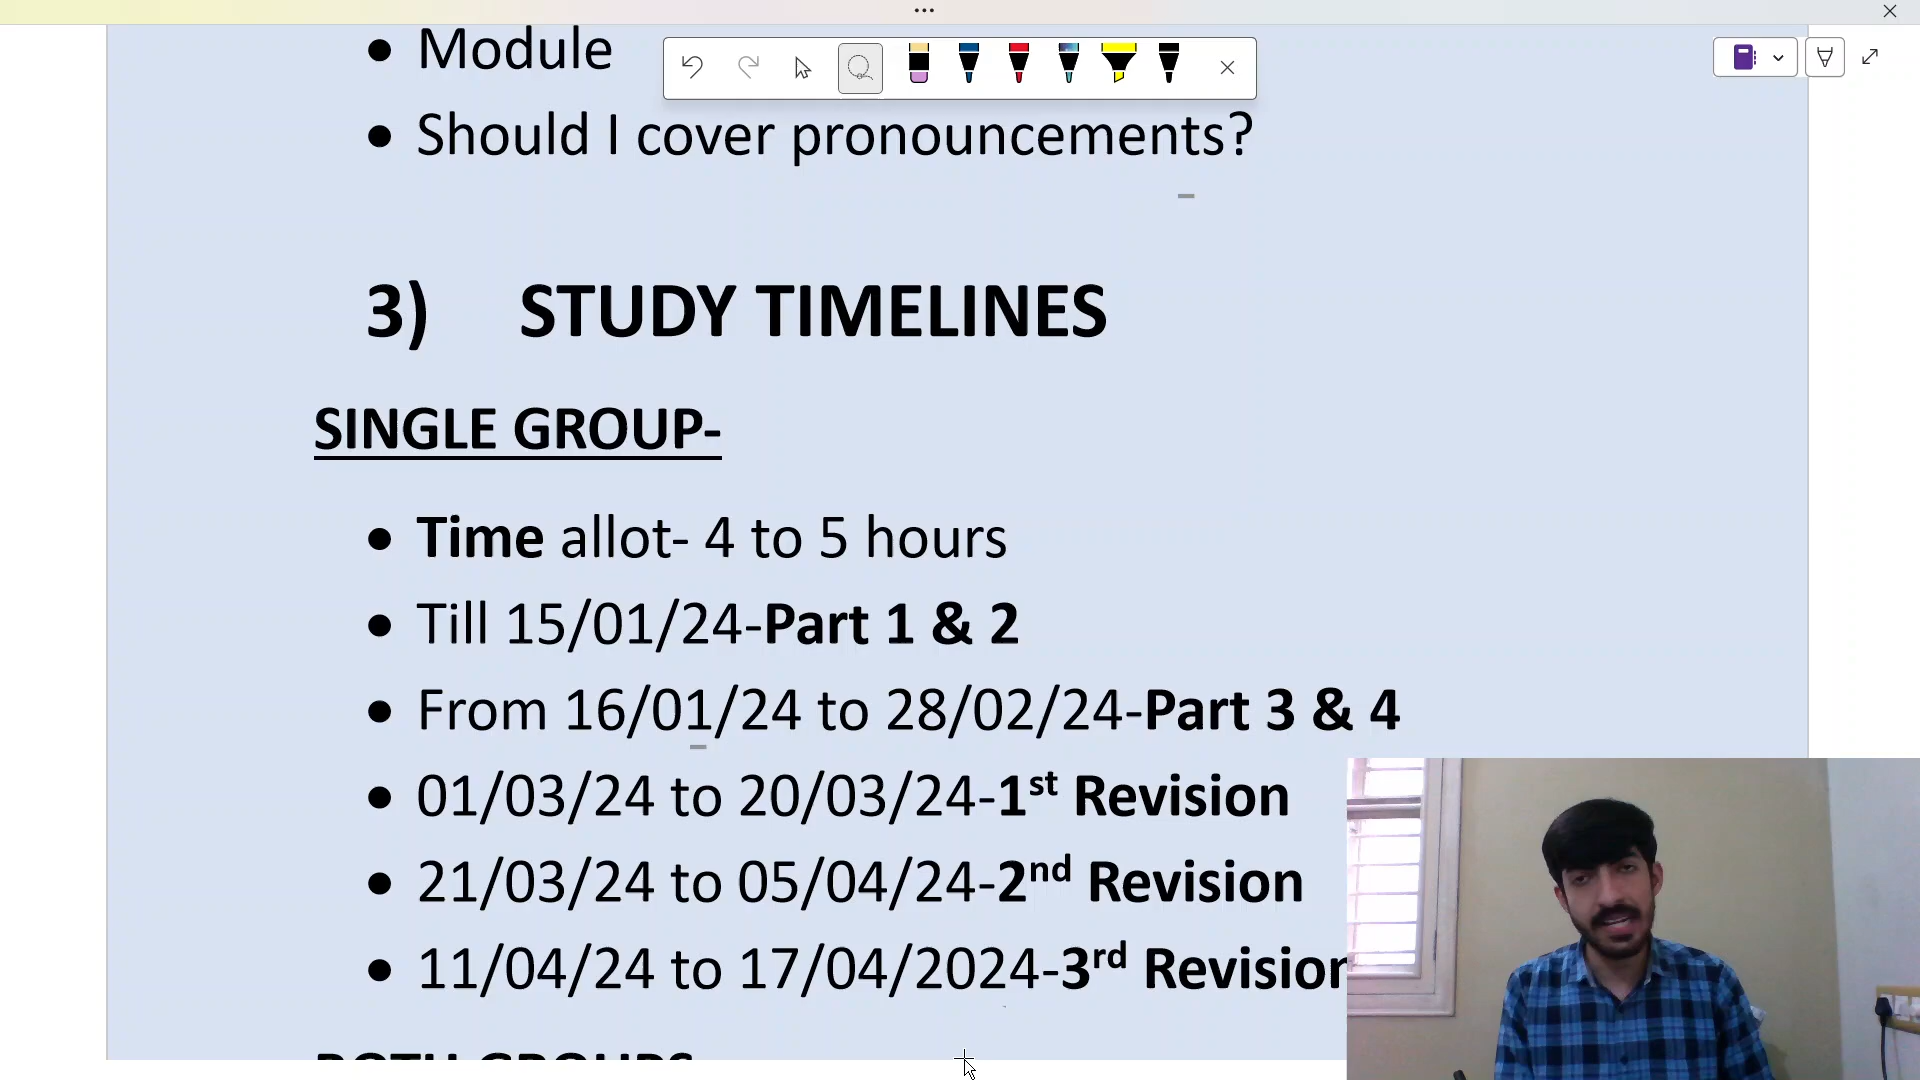 • Module
• Should I cover pronouncements?
3) STUDY TIMELINES
SINGLE GROUP-
• Time allot- 4 to 5 hours
• Till 15/01/24-Part 1 & 2
• From 16/01/24 to 28/02/24-Part 3 & 4
• 01/03/24 to 20/03/24-1st Revision
• 21/03/24 to 05/04/24-2nd Revision
• 11/04/24 to 17/04/2024-3rd Revision
BOTH GROUPS